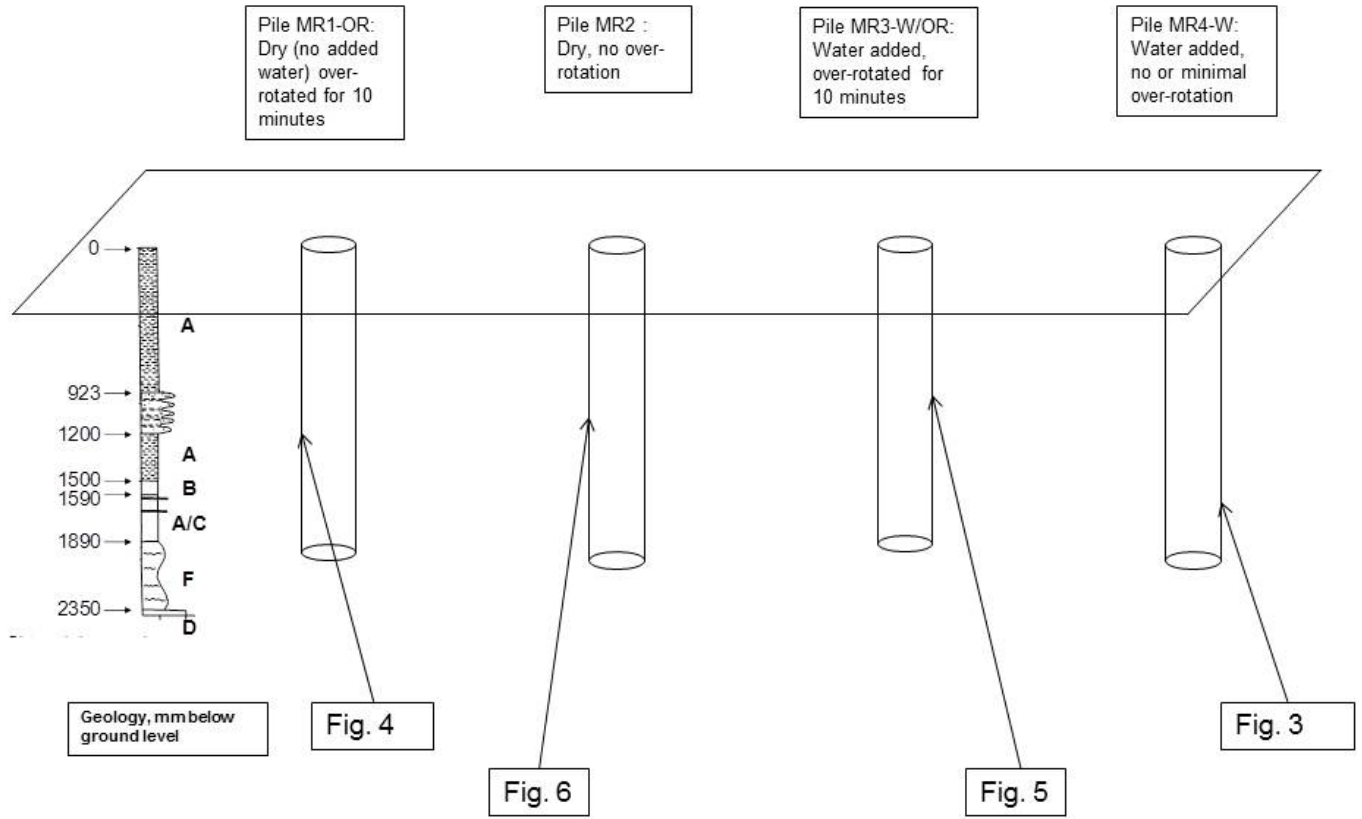 Pile MR1-OR:
Dry (no added
water) over-
rotated for 10
minutes
Pile MR2 :
Dry, no over-
rotation
Pile MR3-W/OR:
Water added,
over-rotated for
10 minutes
Pile MR4-W:
Water added,
no or minimal
over-rotation
0
A
923
1200
A
1500
B
1590
A/C
1890
F
2350
D
Geology, mm below
ground level
Fig. 4
Fig. 3
Fig. 6
Fig. 5